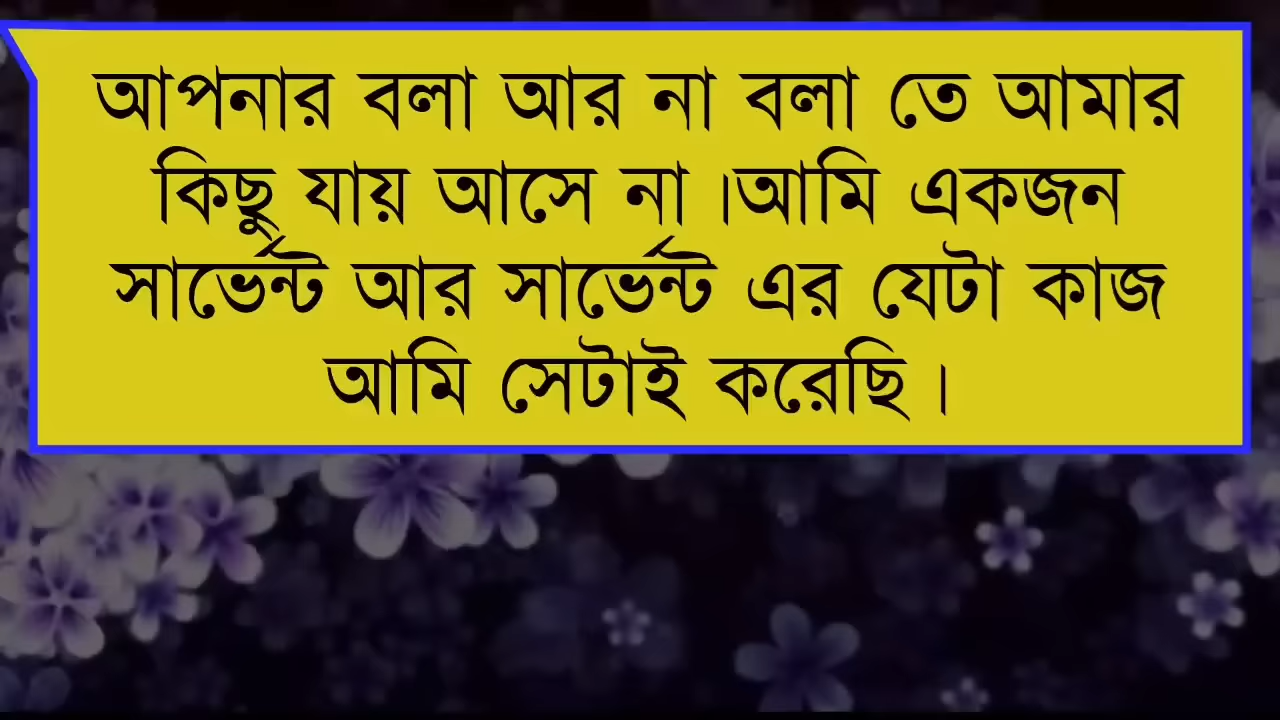 আপনার বলা আর না বলা তে আমার
কিছু যায় আসে না ।আমি একজন
সার্ভেন্ট আর সার্ভেন্ট এর যেটা কাজ
আমি সেটাই করেছি ।